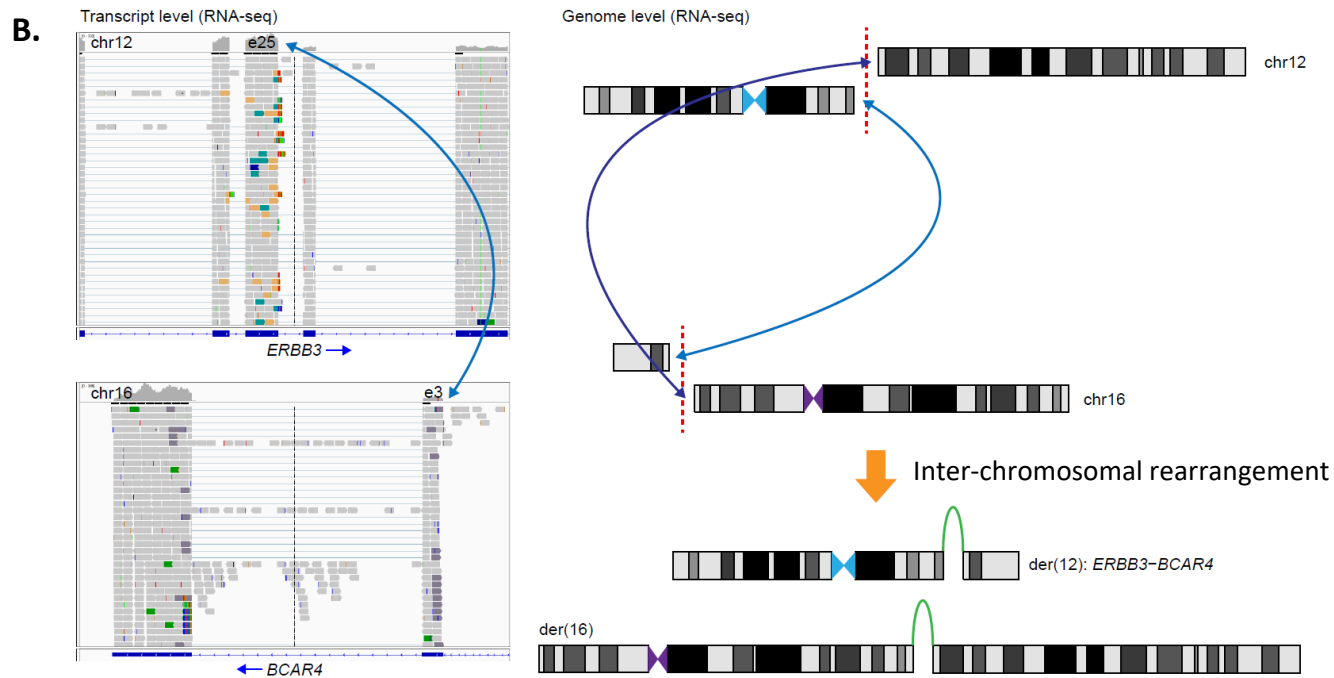 B.
Transcript level (RNA-seq)
chr12
e25
ERBB3
chr16
e3
BCAR4
Genome level (RNA-seq)
chr12
chr16
Inter-chromosomal rearrangement
der(12): ERBB3-BCAR4
der(16)